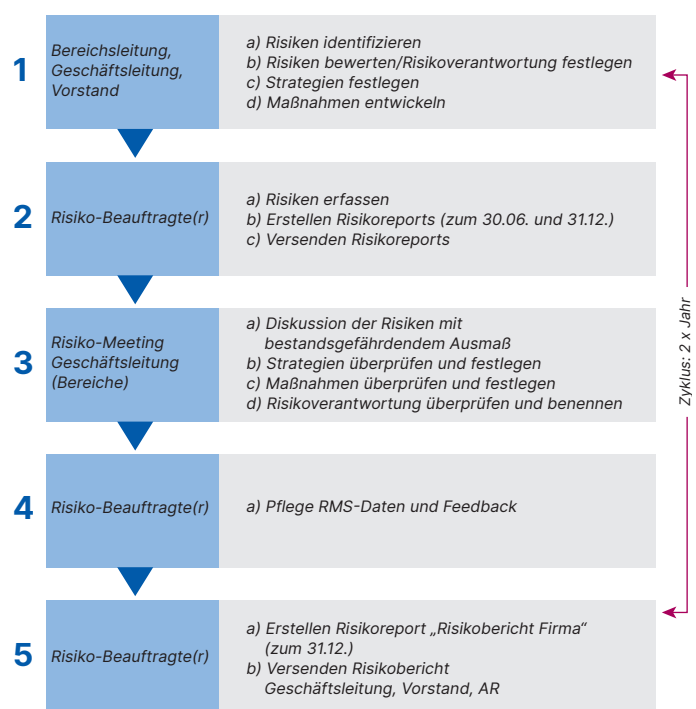 1
Bereichsleitung,
Geschäftsleitung,
Vorstand
a) Risiken identifizieren
b) Risiken bewerten/Risikoverantwortung festlegen
c) Strategien festlegen
d) Maßnahmen entwickeln
2
Risiko-Beauftragte(r)
a) Risiken erfassen
b) Erstellen Risikoreports (zum 30.06. und 31.12.)
c) Versenden Risikoreports
3
Risiko-Meeting
Geschäftsleitung
(Bereiche)
a) Diskussion der Risiken mit
bestandsgefährdendem Ausmaß
b) Strategien überprüfen und festlegen
c) Maßnahmen überprüfen und festlegen
d) Risikoverantwortung überprüfen und benennen
4
Risiko-Beauftragte(r)
a) Pflege RMS-Daten und Feedback
5
Risiko-Beauftragte(r)
a) Erstellen Risikoreport „Risikobericht Firma“
(zum 31.12.)
b) Versenden Risikobericht
Geschäftsleitung, Vorstand, AR
Zyklus: 2 x Jahr